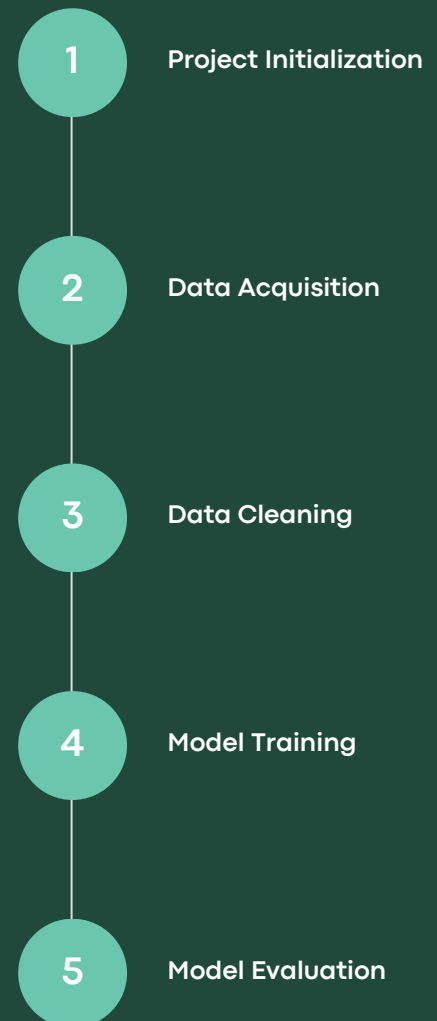 1 Project Initialization
2 Data Acquisition
3 Data Cleaning
4 Model Training
5 Model Evaluation